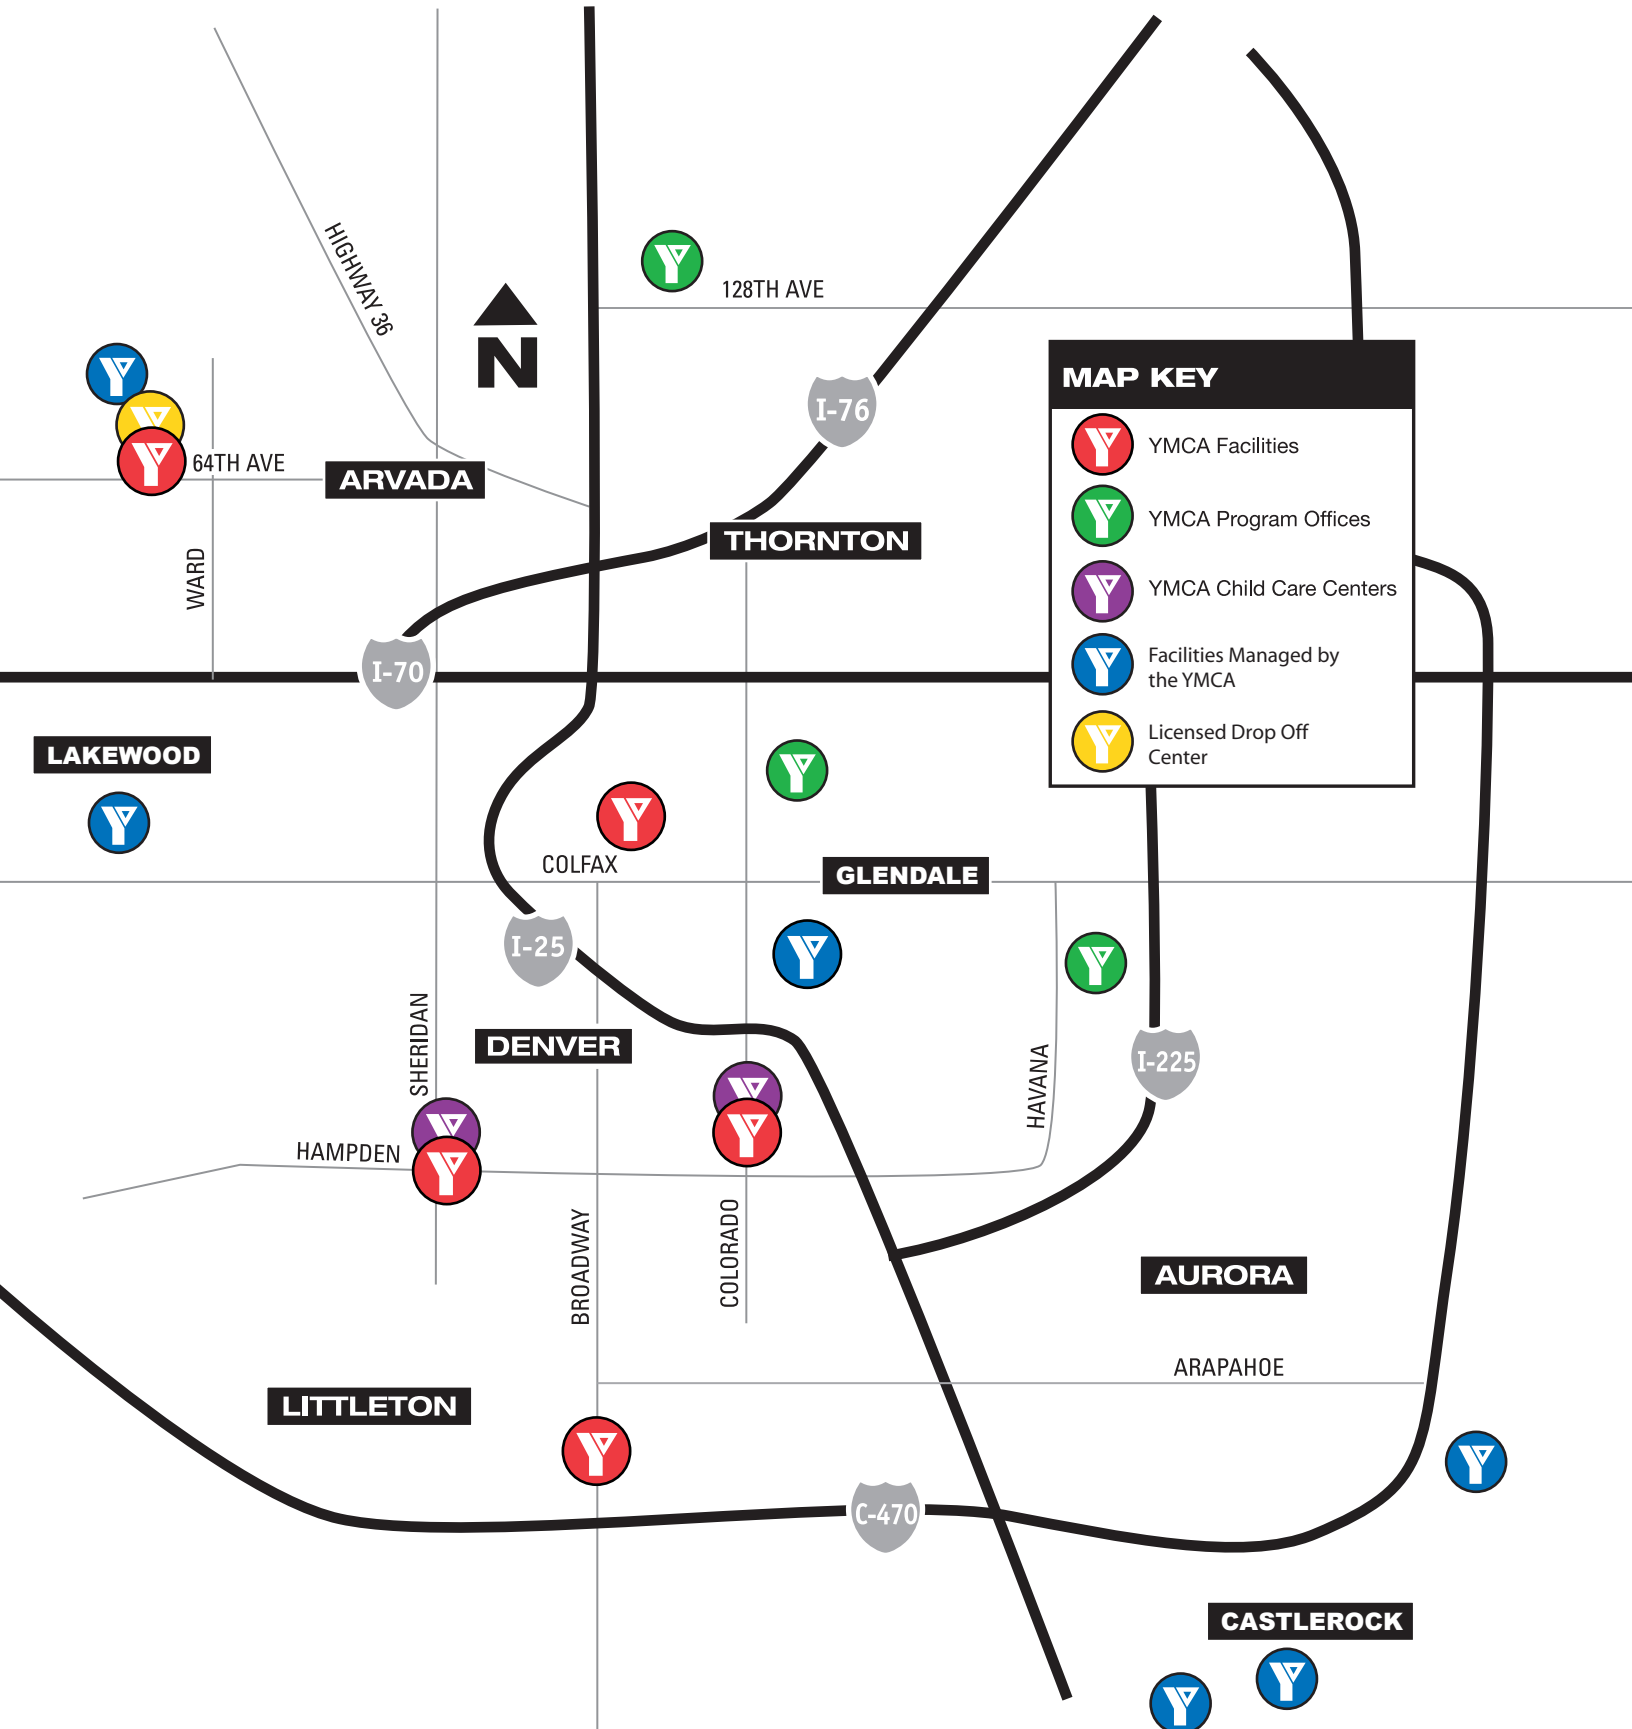 HIGHWAY 36
128TH AVE
N
MAP KEY
I-76
YMCA Facilities
64TH AVE
ARVADA
YMCA Program Offices
THORNTON
WARD
YMCA Child Care Centers
I-70
Facilities Managed by
the YMCA
LAKEWOOD
Licensed Drop Off
Center
COLFAX
GLENDALE
I-25
SHERIDAN
DENVER
HAVANA
I-225
HAMPDEN
BROADWAY
COLORADO
AURORA
ARAPAHOE
LITTLETON
C-470
CASTLEROCK